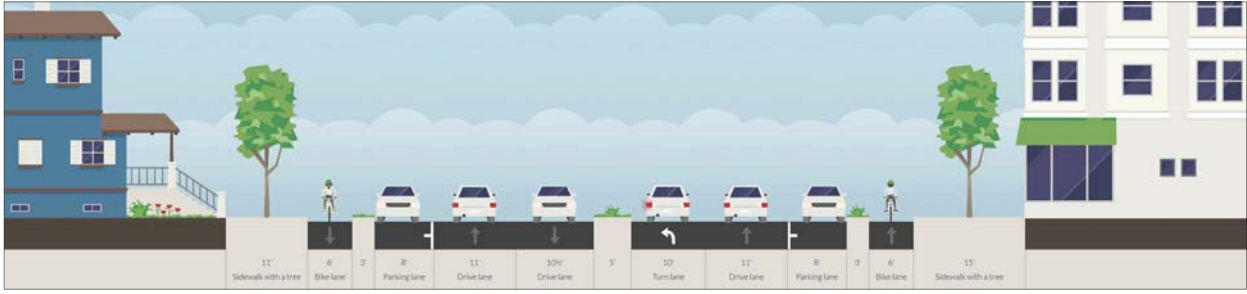 11'
Sidewalk with a tree
6'
Bike lane
3'
8'
Parking lane
11'
Drive lane
10½'
Drive lane
5'
10'
Turn lane
11'
Drive lane
8'
Parking lane
3'
6'
Bike lane
15'
Sidewalk with a tree